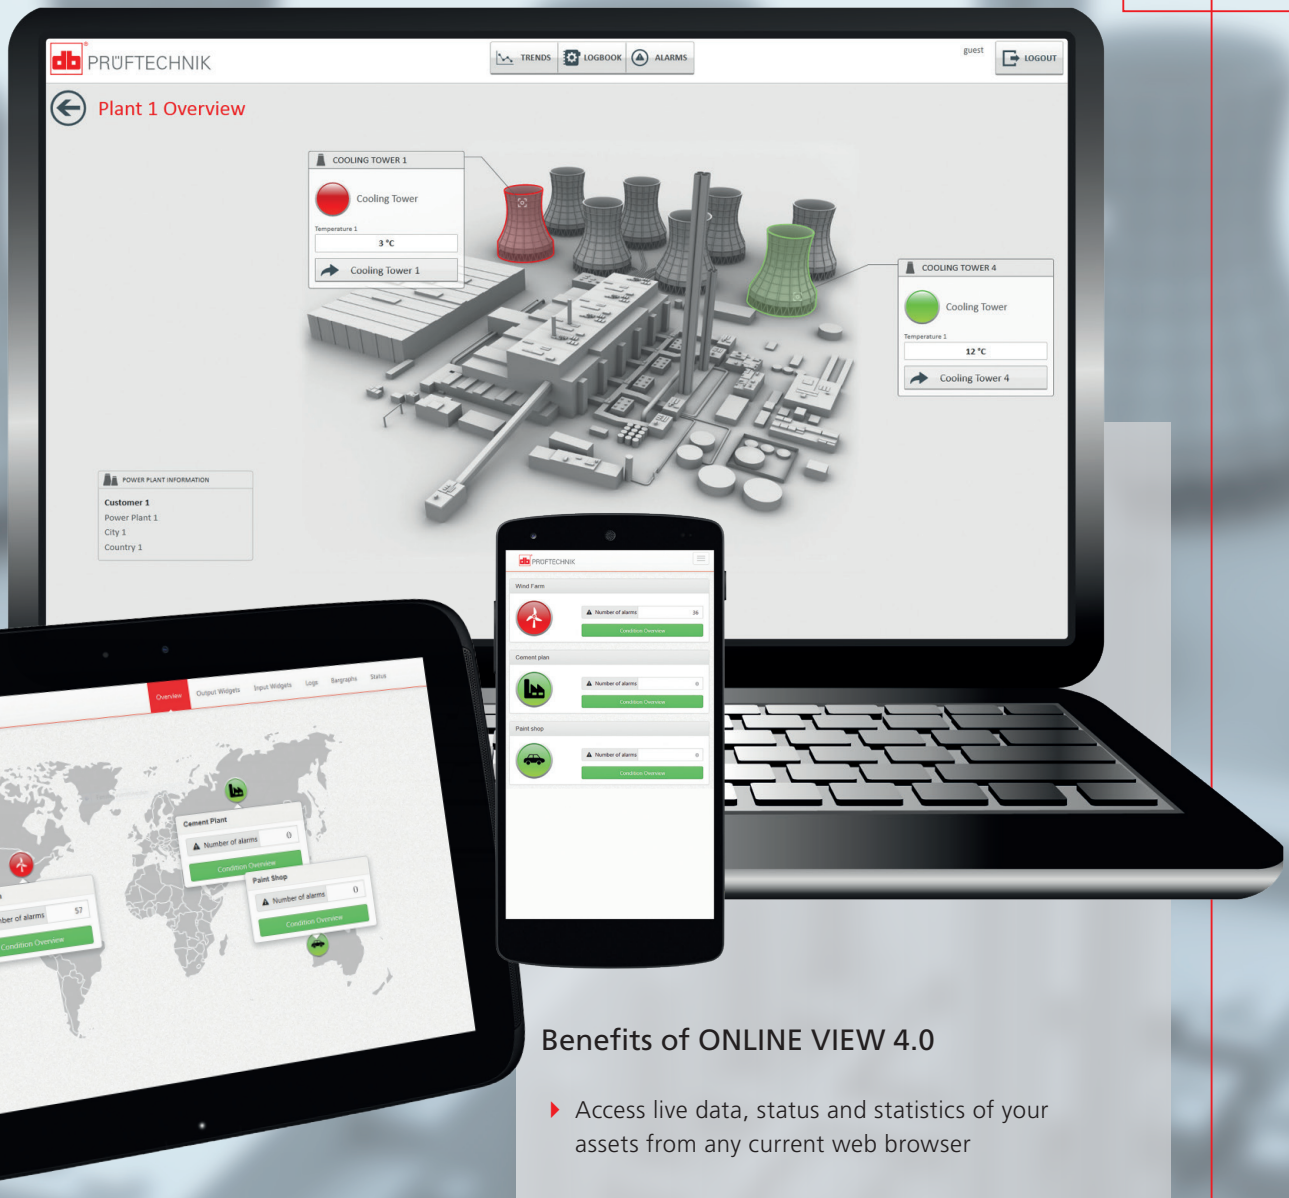 db ® PRÜFTECHNIK
TRENDS LOGBOOK ALARMS
guest
LOGOUT
Plant 1 Overview
COOLING TOWER 1
Cooling Tower
Temperature 1
3 °C
Cooling Tower 1
COOLING TOWER 4
Cooling Tower
Temperature 1
12 °C
Cooling Tower 4
POWER PLANT INFORMATION
Customer 1
Power Plant 1
City 1
Country 1
db PRÜFTECHNIK
Wind Farm
Number of alarms 36
Condition Overview
Cement plan
Number of alarms 0
Condition Overview
Paint shop
Number of alarms 0
Condition Overview
Overview Output Widgets Input Widgets Logs Bargraphs Status
Cement Plant
Number of alarms 0
Condition Overview
Paint Shop
Number of alarms 0
Condition Overview
ber of alarms 57
Condition Overview
Benefits of ONLINE VIEW 4.0
Access live data, status and statistics of your
assets from any current web browser